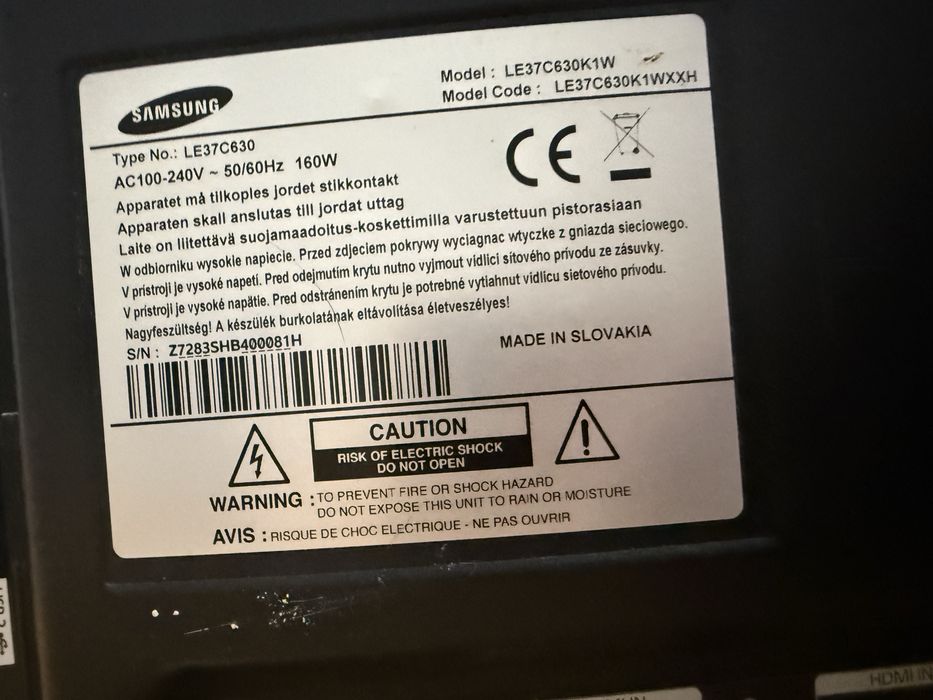 SAMSUNG
Model : LE37C630K1W
Model Code : LE37C630K1WXXH
Type No.: LE37C630
AC100-240V ~ 50/60Hz 160W
Apparatet må tilkoples jordet stikkontakt
Apparaten skall anslutas till jordat uttag
Laite on liitettävä suojamaadoltus-koskettimilla varustettuun pistorasiaan
W odbiorniku wysokie napiecie. Przed zdjeciem pokrywy wyciagnac wtyczke z gniazda sieciowego.
V prístroji je vysoké napetí. Pred odejmutím krytu nutno vyjmout vidlici sítového prívodu ze zásuvky.
V prístroji je vysoké napätie. Pred odstránením krytu je potrebné vytiahnut vidlicu sietového prívodu.
Nagyfeszültség! A készülék burkolatának eltávolítása életveszélyes!
S/N : Z7283SHB400081H
MADE IN SLOVAKIA
CAUTION
RISK OF ELECTRIC SHOCK
DO NOT OPEN
WARNING : TO PREVENT FIRE OR SHOCK HAZARD
DO NOT EXPOSE THIS UNIT TO RAIN OR MOISTURE
AVIS : RISQUE DE CHOC ELECTRIQUE - NE PAS OUVRIR
HDMI IN